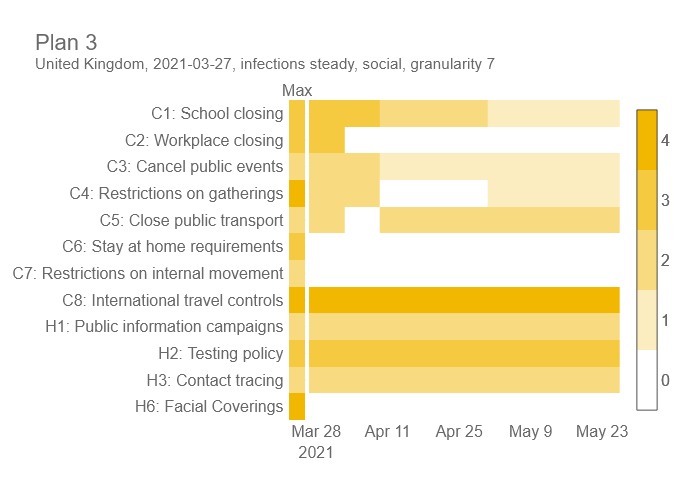 Plan 3
United Kingdom, 2021-03-27, infections steady, social, granularity 7
Max
C1: School closing
C2: Workplace closing
C3: Cancel public events
C4: Restrictions on gatherings
C5: Close public transport
C6: Stay at home requirements
C7: Restrictions on internal movement
C8: International travel controls
H1: Public information campaigns
H2: Testing policy
H3: Contact tracing
H6: Facial Coverings
4
3
2
1
0
Mar 28 Apr 11 Apr 25 May 9 May 23
2021